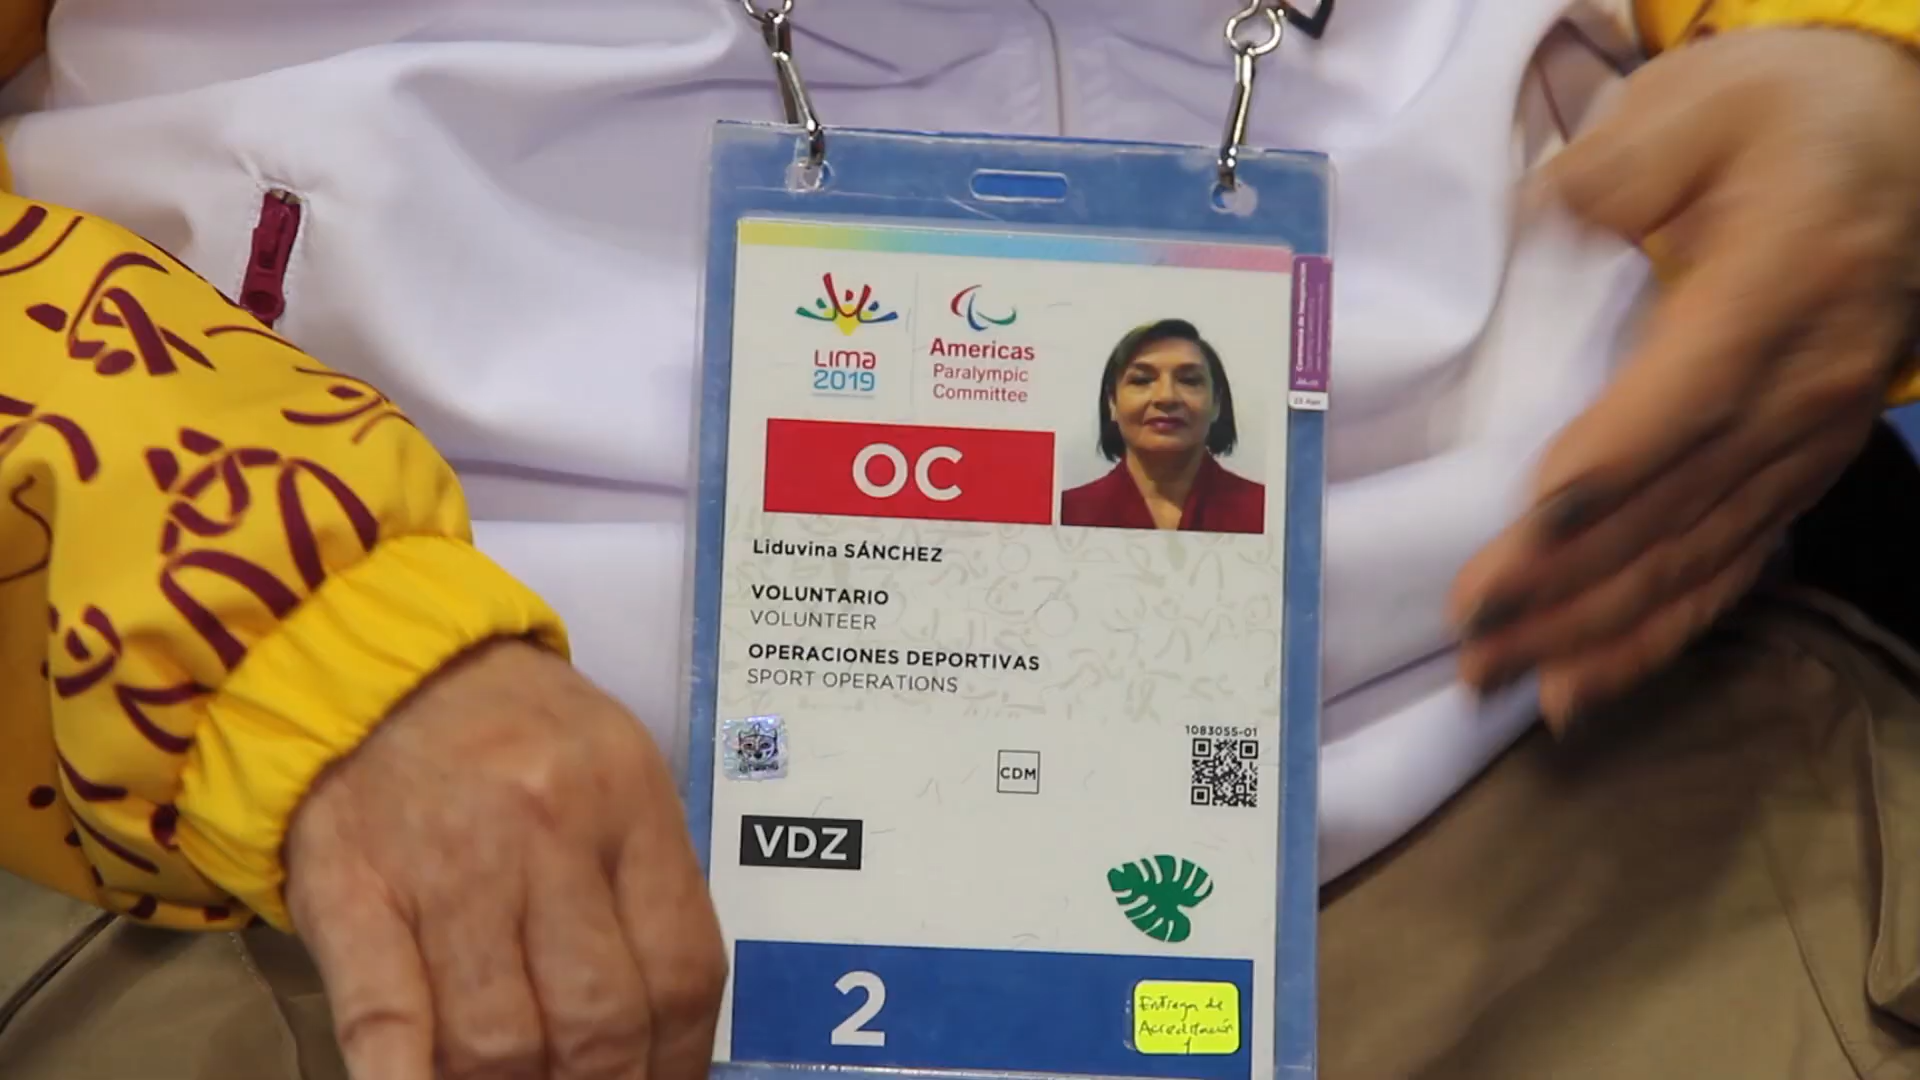 LIMA
2019
Americas
Paralympic
Committee
OC
Liduvina SÁNCHEZ
VOLUNTARIO
VOLUNTEER
OPERACIONES DEPORTIVAS
SPORT OPERATIONS
1083055-01
CDM
VDZ
2
Entrega de
Acreditación
1